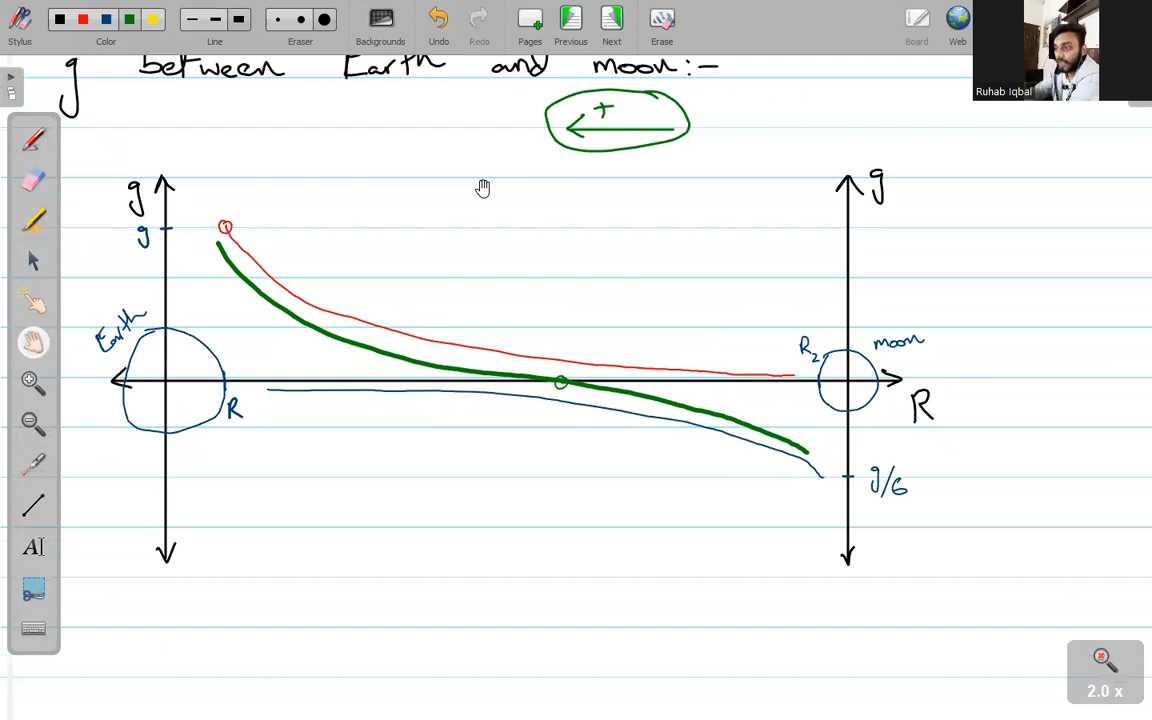 Stylus Color Line Eraser Backgrounds Undo Redo Pages Previous Next Erase Board Web
Ruhab Iqbal
g between Earth and moon:-
+
g
g
g
Earth
R₂
moon
R
R
g/6
AI
2.0 x